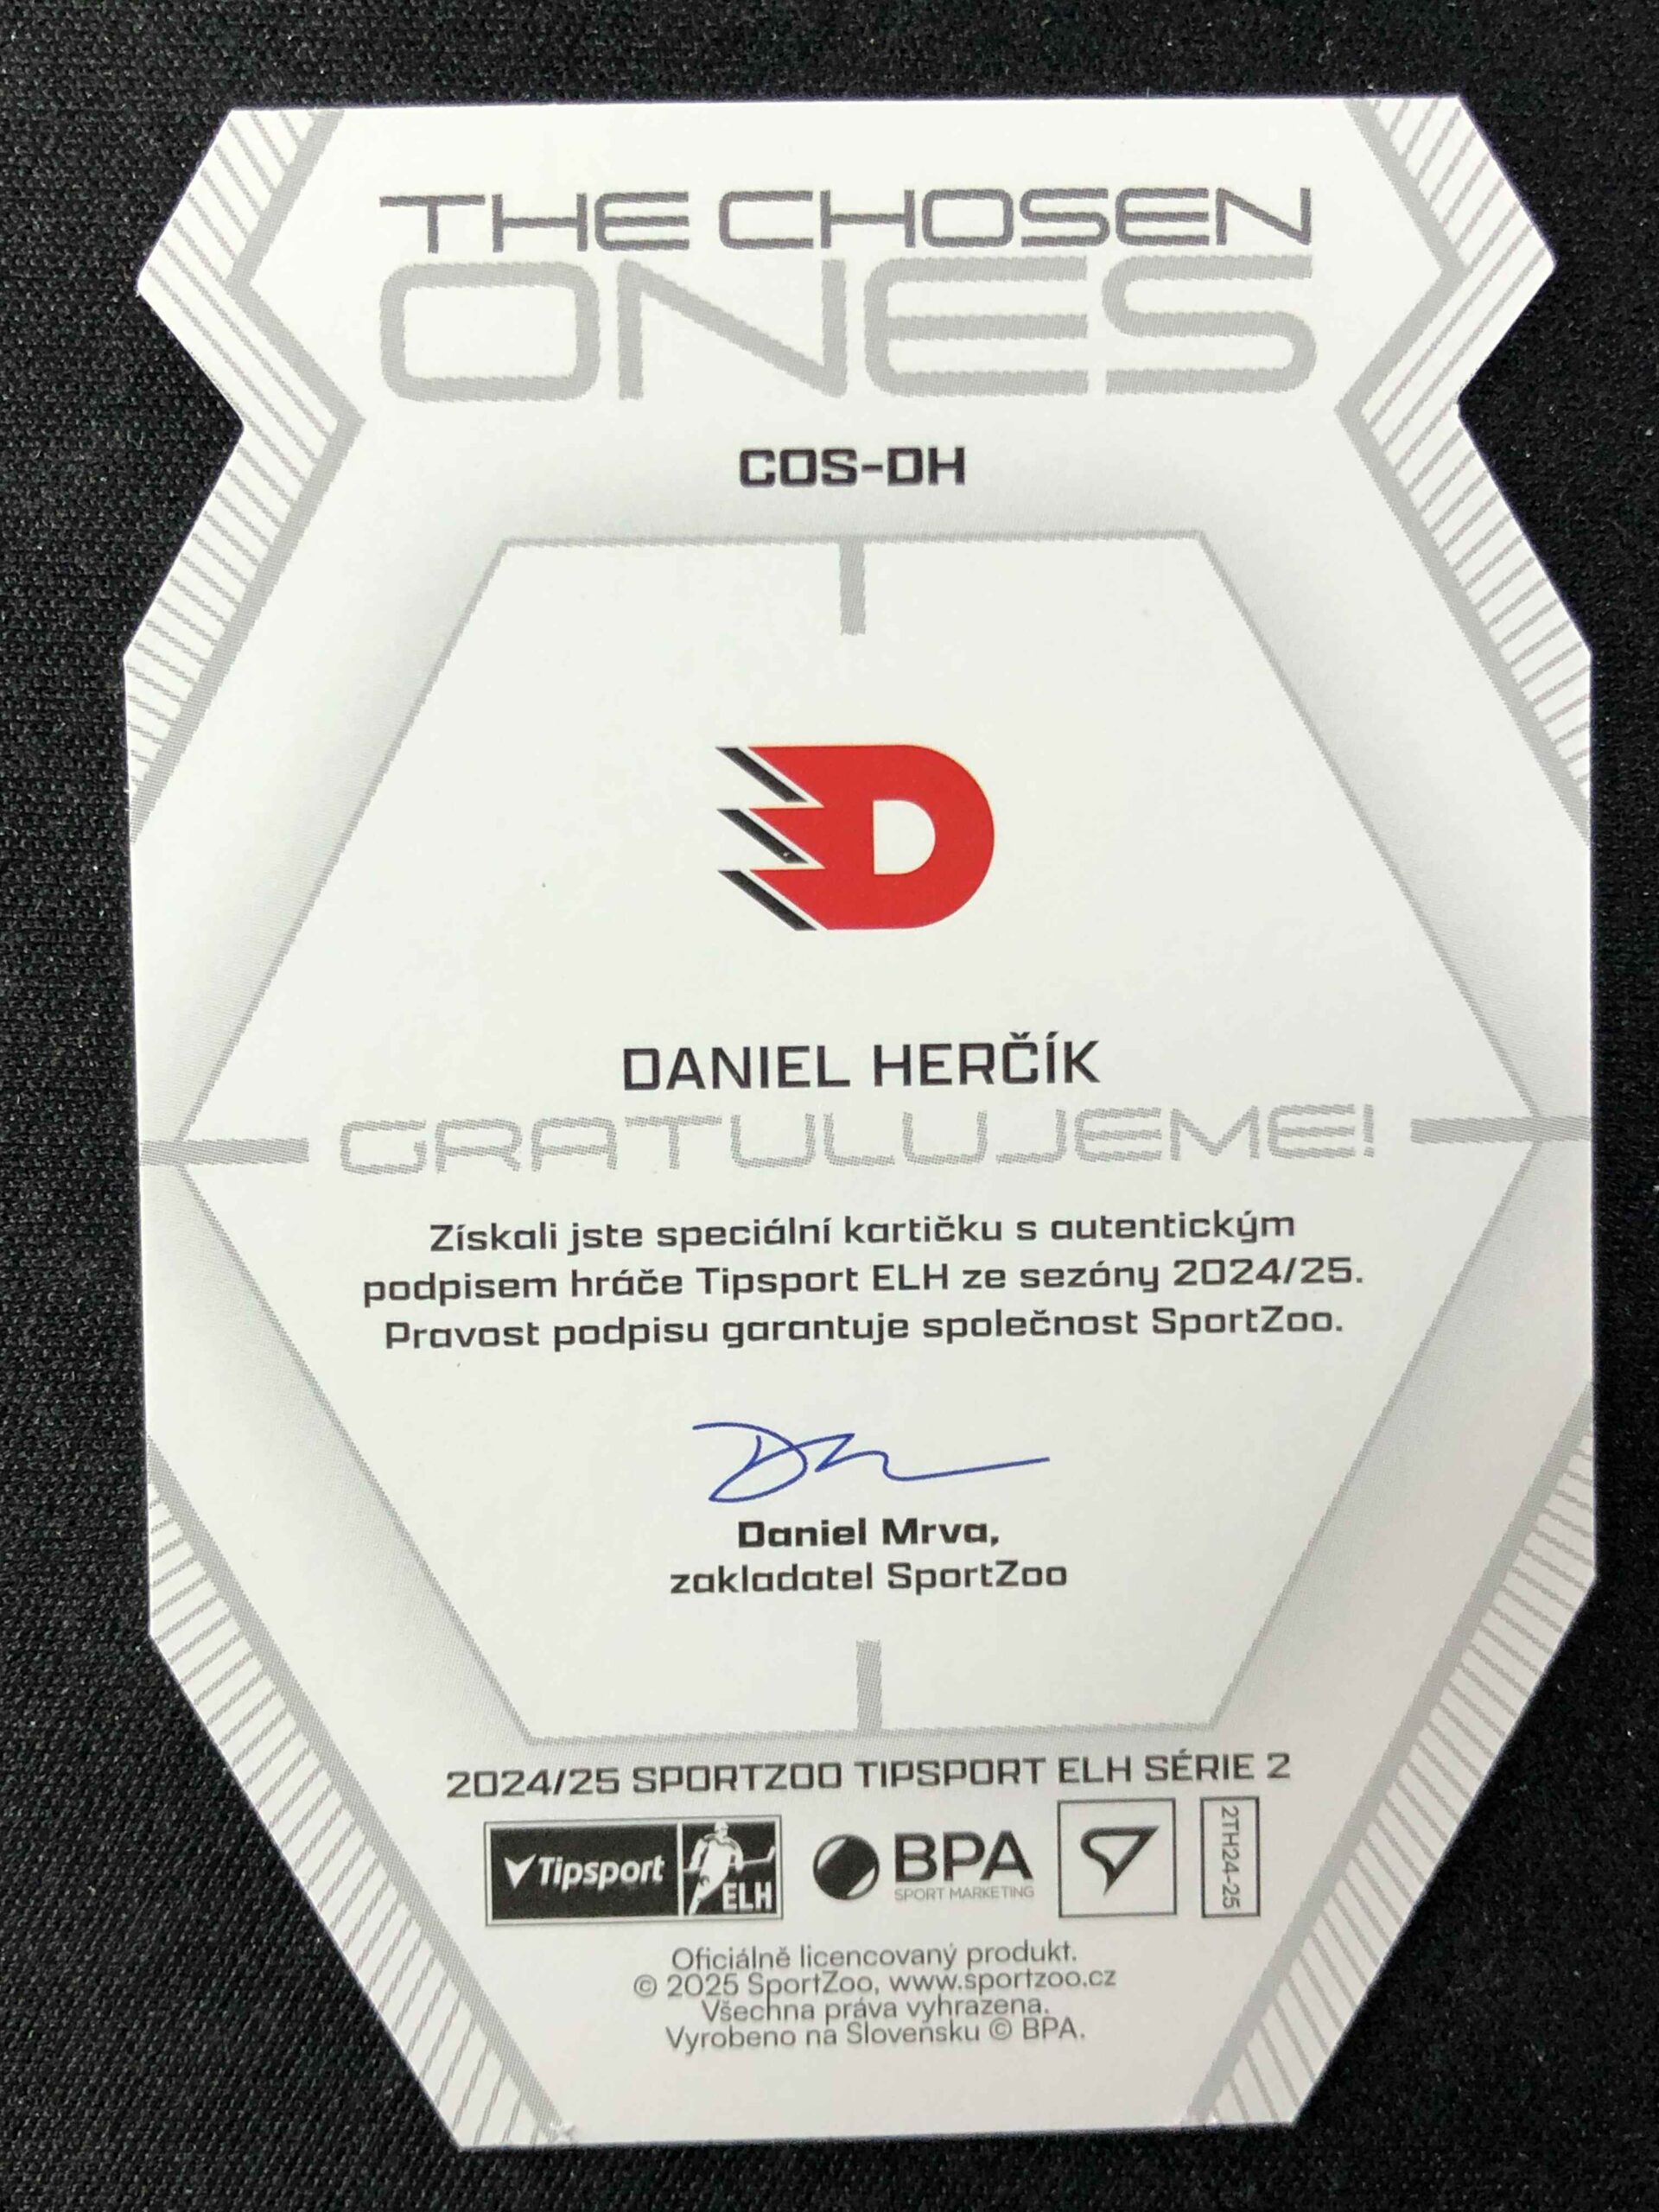 THE CHOSEN
ONES
COS-DH
D
DANIEL HERČÍK
GRATULUJEME!
Získali jste speciální kartičku s autentickým
podpisem hráče Tipsport ELH ze sezóny 2024/25.
Pravost podpisu garantuje společnost SportZoo.
Daniel Mrva,
zakladatel SportZoo
2024/25 SPORTZOO TIPSPORT ELH SÉRIE 2
Tipsport ELH
BPA
SPORT MARKETING
2TH24-25
Oficiálně licencovaný produkt.
© 2025 SportZoo, www.sportzoo.cz
Všechna práva vyhrazena.
Vyrobeno na Slovensku © BPA.